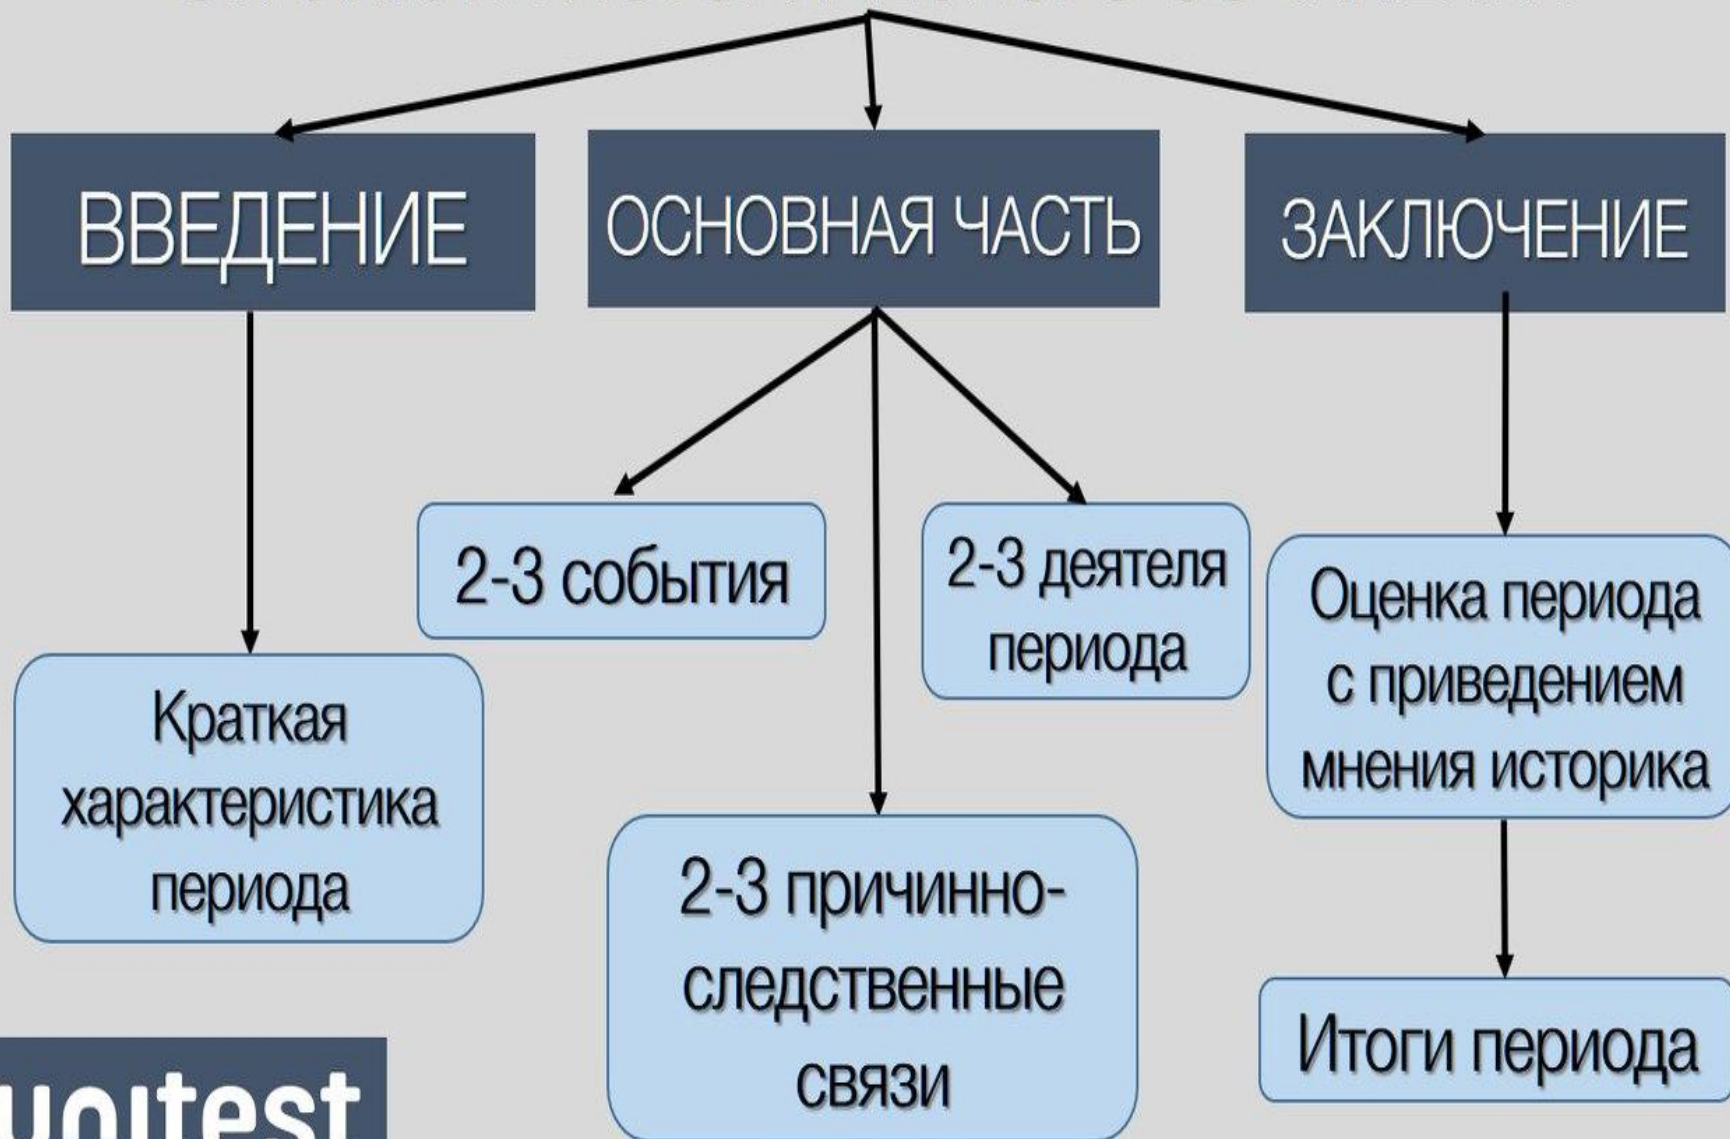 ВВЕДЕНИЕ
ОСНОВНАЯ ЧАСТЬ
ЗАКЛЮЧЕНИЕ
Краткая
характеристика
периода
2-3 события
2-3 причинно-
следственные
связи
2-3 деятеля
периода
Оценка периода
с приведением
мнения историка
Итоги периода
unitest